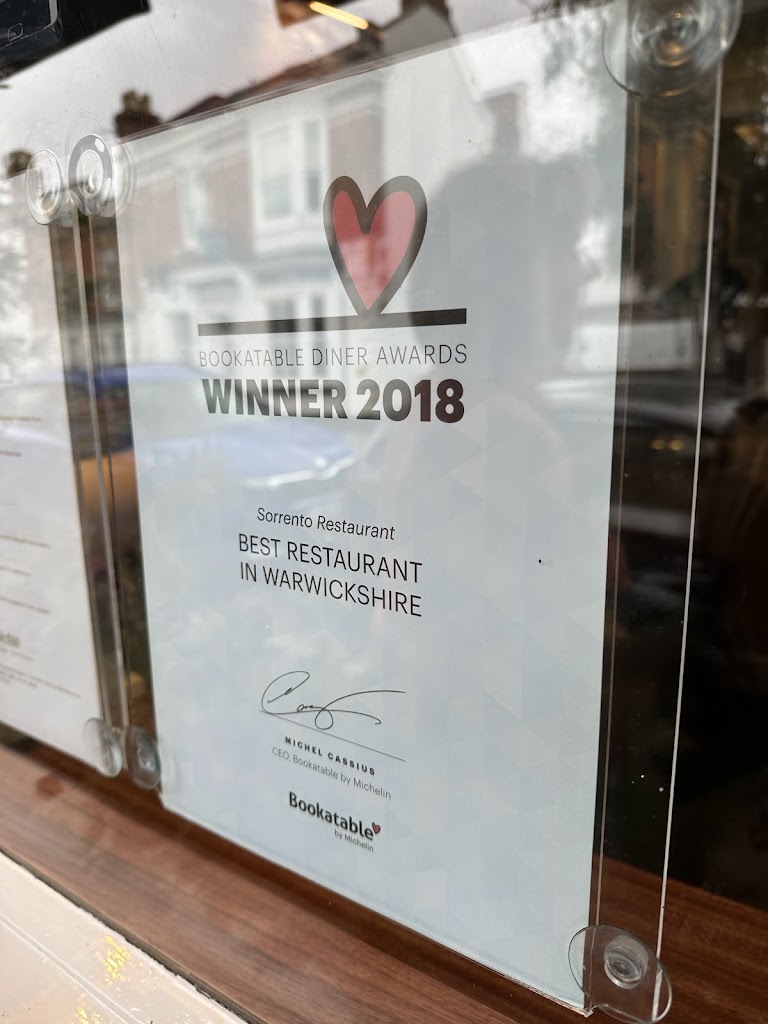 BOOKATABLE DINER AWARDS
WINNER 2018
Sorrento Restaurant
BEST RESTAURANT
IN WARWICKSHIRE
MICHEL CASSIUS
CEO, Bookatable by Michelin
Bookatable
by Michelin